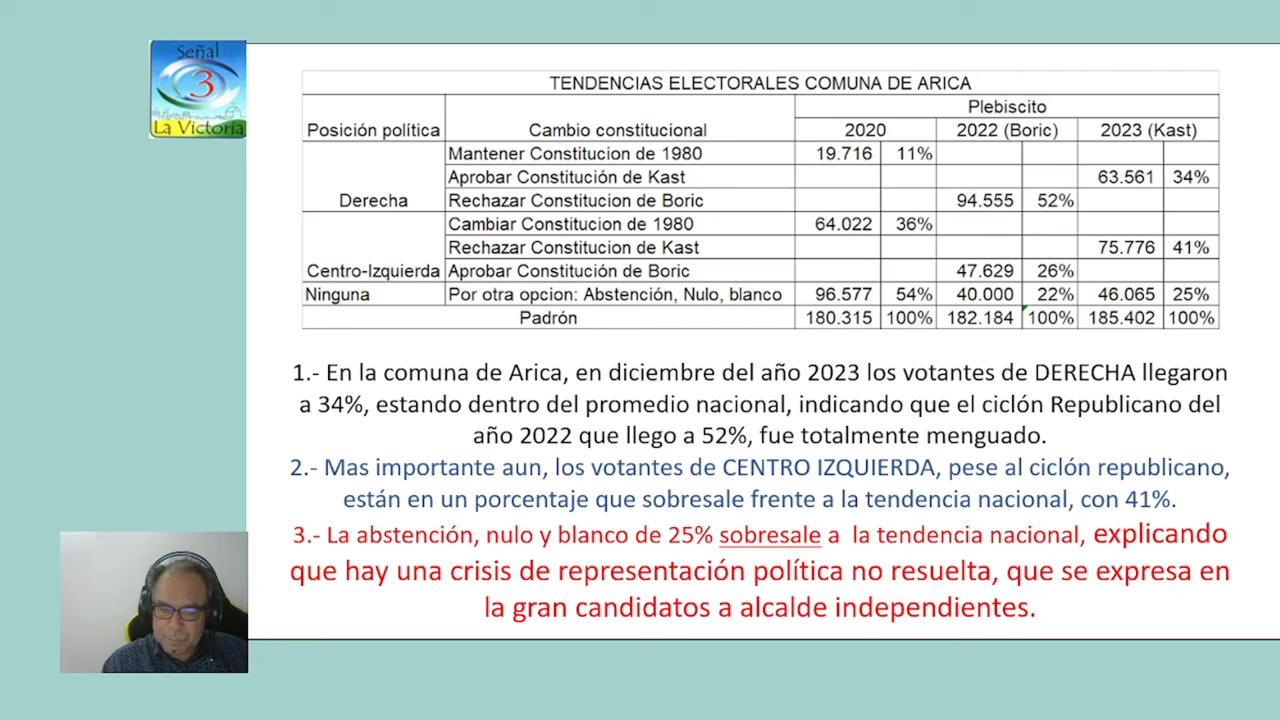 Señal
3
La Victoria
TENDENCIAS ELECTORALES COMUNA DE ARICA
Posición política Cambio constitucional Plebiscito
2020 2022 (Boric) 2023 (Kast)
Mantener Constitucion de 1980 19.716 11%
Aprobar Constitución de Kast 63.561 34%
Derecha Rechazar Constitucion de Boric 94.555 52%
Cambiar Constitucion de 1980 64.022 36%
Rechazar Constitucion de Kast 75.776 41%
Centro-Izquierda Aprobar Constitución de Boric 47.629 26%
Ninguna Por otra opcion: Abstención, Nulo, blanco 96.577 54% 40.000 22% 46.065 25%
Padrón 180.315 100% 182.184 100% 185.402 100%
1.- En la comuna de Arica, en diciembre del año 2023 los votantes de DERECHA llegaron
a 34%, estando dentro del promedio nacional, indicando que el ciclón Republicano del
año 2022 que llego a 52%, fue totalmente menguado.
2.- Mas importante aun, los votantes de CENTRO IZQUIERDA, pese al ciclón republicano,
están en un porcentaje que sobresale frente a la tendencia nacional, con 41%.
3.- La abstención, nulo y blanco de 25% sobresale a la tendencia nacional, explicando
que hay una crisis de representación política no resuelta, que se expresa en
la gran candidatos a alcalde independientes.